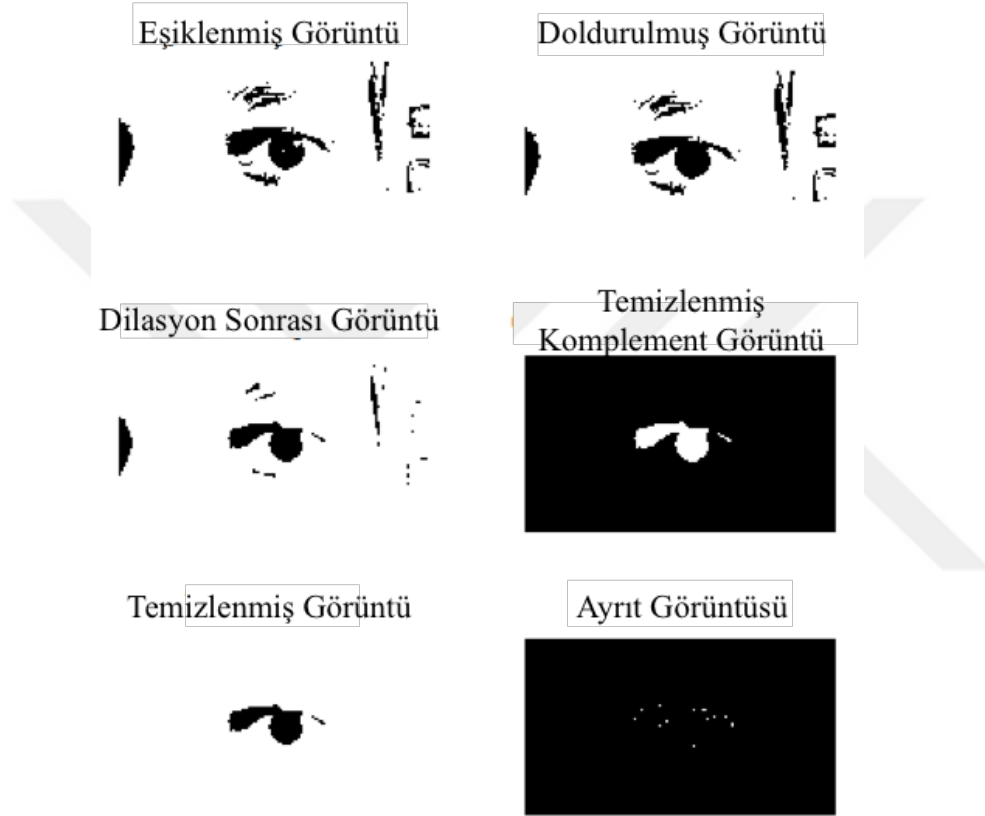 Eşiklenmiş Görüntü
Doldurulmuş Görüntü
Dilasyon Sonrası Görüntü
Temizlenmiş
Komplement Görüntü
Temizlenmiş Görüntü
Ayrıt Görüntüsü